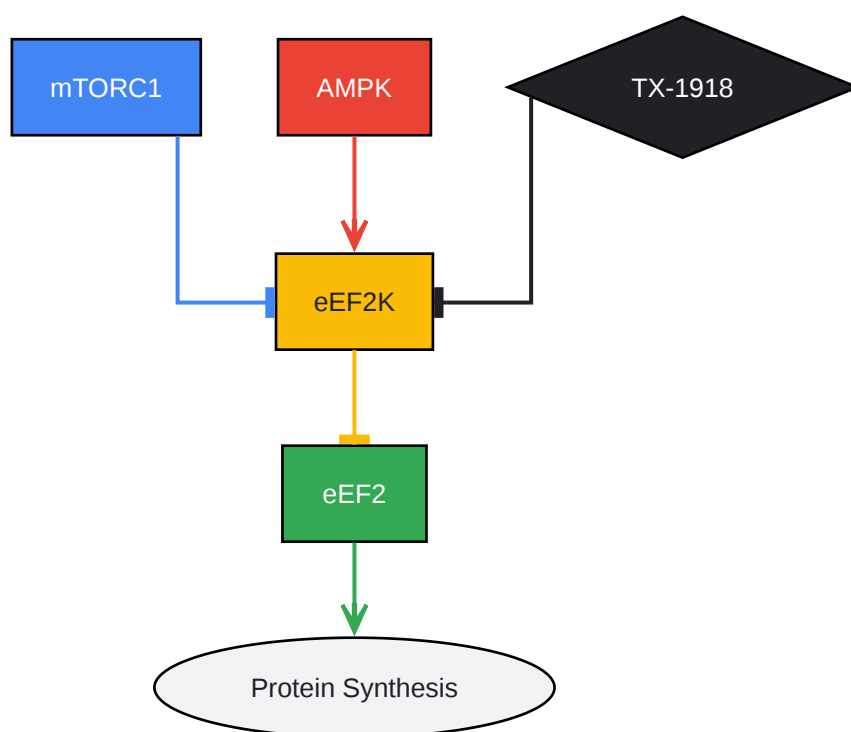 mTORC1
AMPK
TX-1918
eEF2K
eEF2
Protein Synthesis